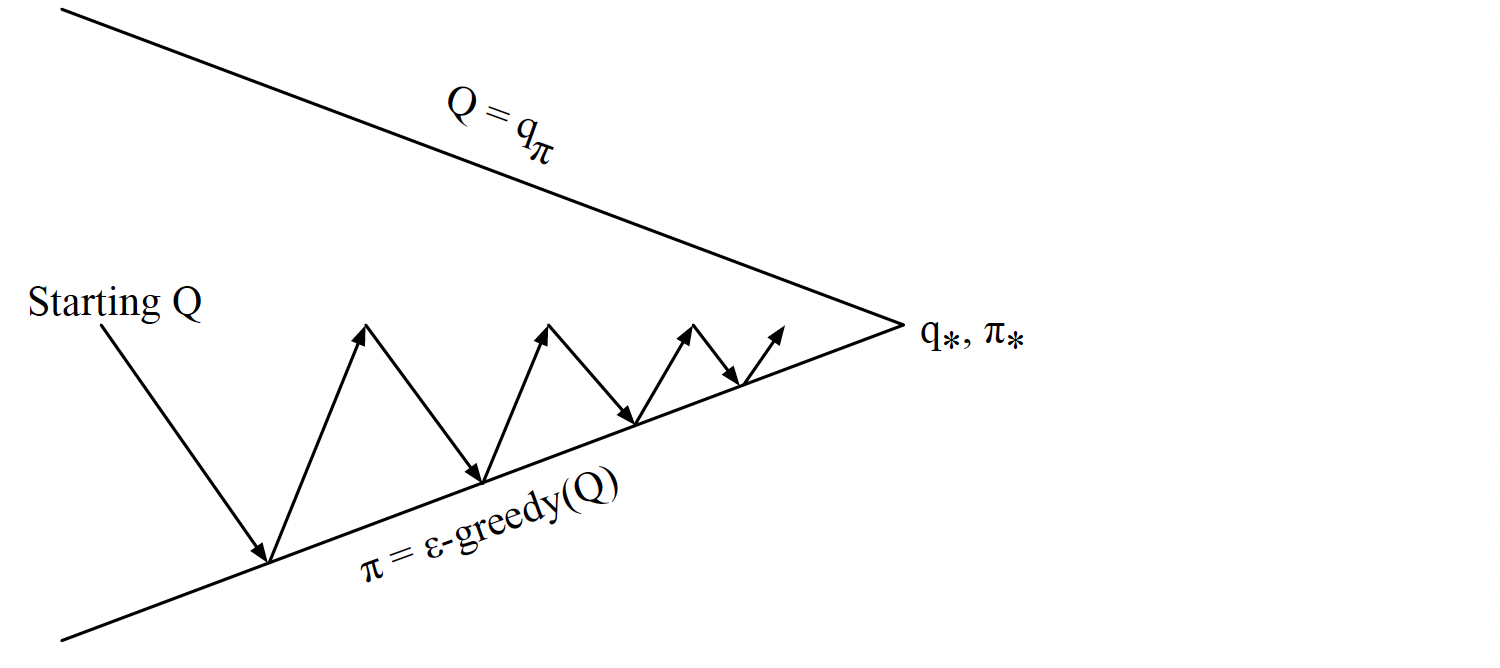 Q = qπ
Starting Q
q*, π*
π = ε-greedy(Q)